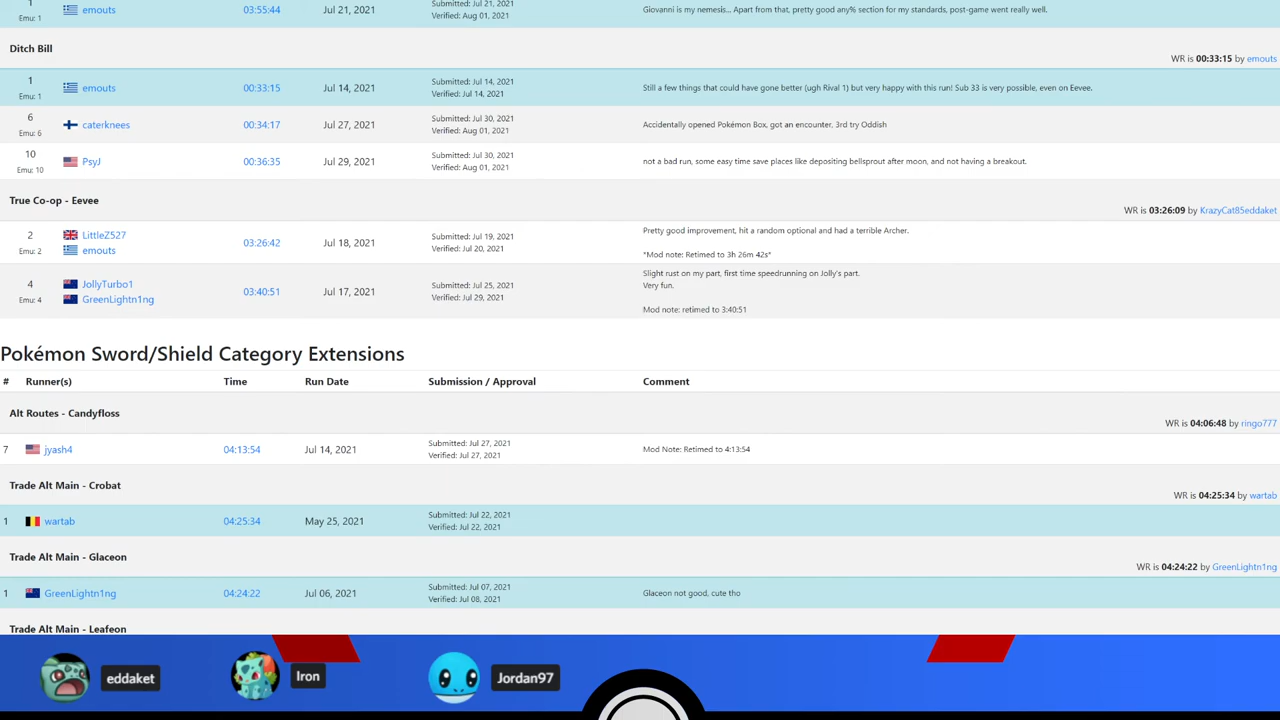 1 emouts 03:55:44 Jul 21, 2021 Submitted: Jul 21, 2021 Giovanni is my nemesis... Apart from that, pretty good any% section for my standards, post-game went really well.
Emu: 1 Verified: Aug 01, 2021
Ditch Bill
WR is 00:33:15 by emouts
1 emouts 00:33:15 Jul 14, 2021 Submitted: Jul 14, 2021 Still a few things that could have gone better (ugh Rival 1) but very happy with this run! Sub 33 is very possible, even on Eevee.
Emu: 1 Verified: Jul 14, 2021
6 caterknees 00:34:17 Jul 27, 2021 Submitted: Jul 30, 2021 Accidentally opened Pokémon Box, got an encounter, 3rd try Oddish
Emu: 6 Verified: Aug 01, 2021
10 PsyJ 00:36:35 Jul 29, 2021 Submitted: Jul 30, 2021 not a bad run, some easy time save places like depositing bellsprout after moon, and not having a breakout.
Emu: 10 Verified: Aug 01, 2021
True Co-op - Eevee
WR is 03:26:09 by KrazyCat85eddaket
2 LittleZ527 03:26:42 Jul 18, 2021 Submitted: Jul 19, 2021 Pretty good improvement, hit a random optional and had a terrible Archer.
Emu: 2 emouts Verified: Jul 20, 2021 *Mod note: Retimed to 3h 26m 42s*
4 JollyTurbo1 03:40:51 Jul 17, 2021 Submitted: Jul 25, 2021 Slight rust on my part, first time speedrunning on Jolly's part.
Very fun.
Emu: 4 GreenLightn1ng Verified: Jul 29, 2021
Mod note: retimed to 3:40:51
Pokémon Sword/Shield Category Extensions
# Runner(s) Time Run Date Submission / Approval Comment
Alt Routes - Candyfloss
WR is 04:06:48 by ringo777
7 jyash4 04:13:54 Jul 14, 2021 Submitted: Jul 27, 2021 Mod Note: Retimed to 4:13:54
Verified: Jul 27, 2021
Trade Alt Main - Crobat
WR is 04:25:34 by wartab
1 wartab 04:25:34 May 25, 2021 Submitted: Jul 22, 2021
Verified: Jul 22, 2021
Trade Alt Main - Glaceon
WR is 04:24:22 by GreenLightn1ng
1 GreenLightn1ng 04:24:22 Jul 06, 2021 Submitted: Jul 07, 2021 Glaceon not good, cute tho
Verified: Jul 08, 2021
Trade Alt Main - Leafeon
eddaket Iron Jordan97